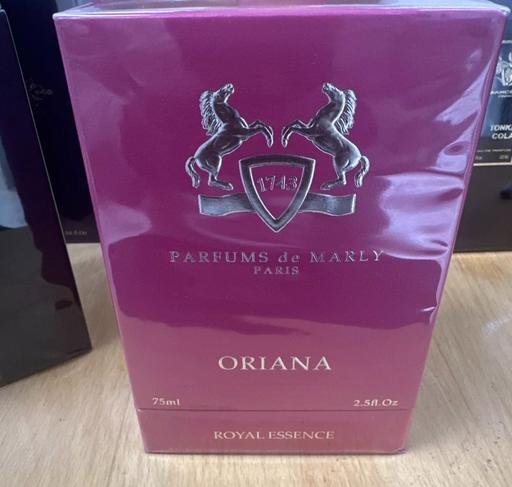 1743
PARFUMS de MARLY
PARIS
ORIANA
75ml 2.5fl.Oz
ROYAL ESSENCE
TONKA
COLA